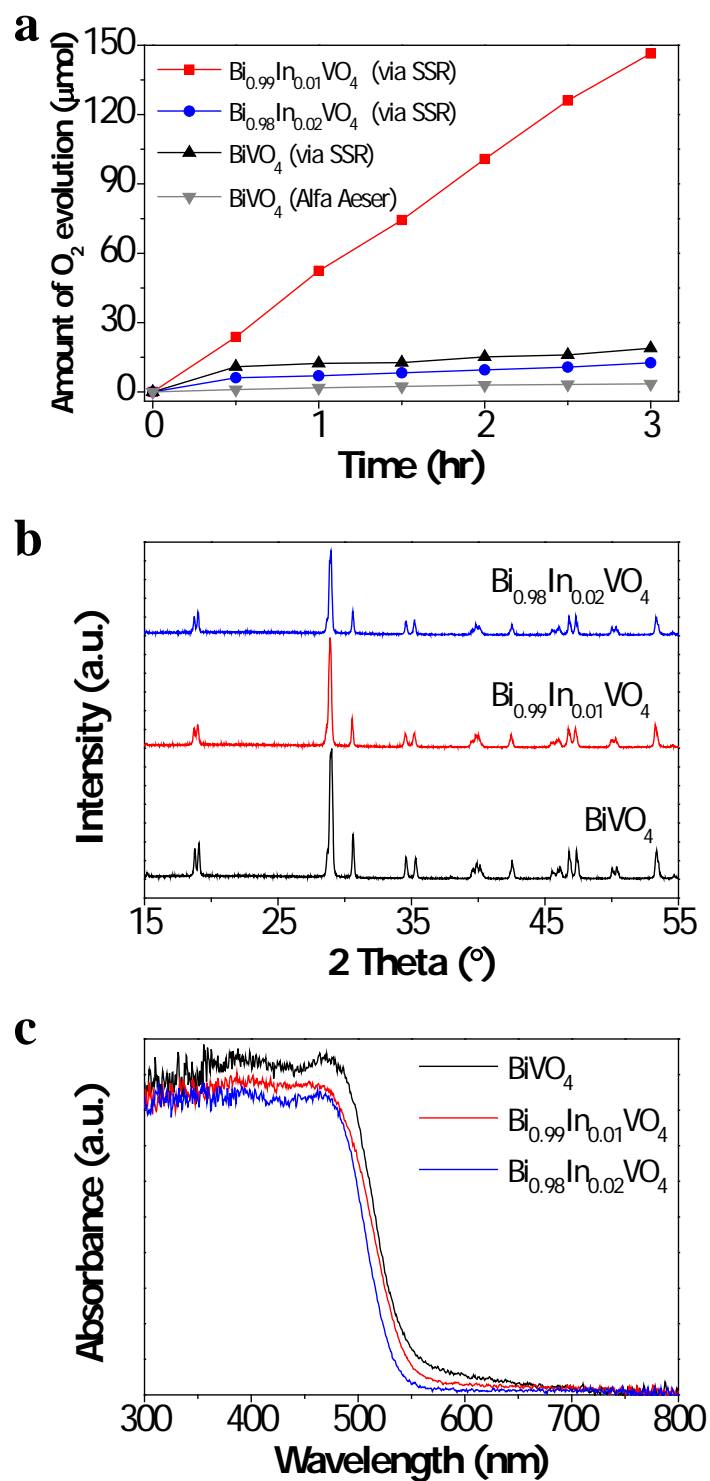 a
150
120
90
60
30
0
Amount of O₂ evolution (μmol)
Bi₀.₉₉In₀.₀₁VO₄ (via SSR)
Bi₀.₉₈In₀.₀₂VO₄ (via SSR)
BiVO₄ (via SSR)
BiVO₄ (Alfa Aeser)
0 1 2 3
Time (hr)
b
Intensity (a.u.)
Bi₀.₉₈In₀.₀₂VO₄
Bi₀.₉₉In₀.₀₁VO₄
BiVO₄
15 25 35 45 55
2 Theta (°)
c
Absorbance (a.u.)
BiVO₄
Bi₀.₉₉In₀.₀₁VO₄
Bi₀.₉₈In₀.₀₂VO₄
300 400 500 600 700 800
Wavelength (nm)